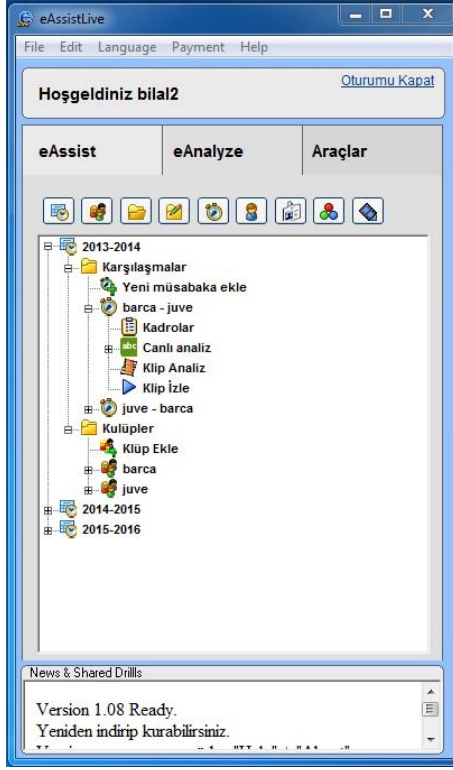 eAssistLive
File Edit Language Payment Help
Oturumu Kapat
Hoşgeldiniz bilal2
eAssist eAnalyze Araçlar
2013-2014
Karşılaşmalar
Yeni müsabaka ekle
barca - juve
Kadrolar
abc Canlı analiz
Klip Analiz
Klip İzle
juve - barca
Kulüpler
Klüp Ekle
barca
juve
2014-2015
2015-2016
News & Shared Drills
Version 1.08 Ready.
Yeniden indirip kurabilirsiniz.